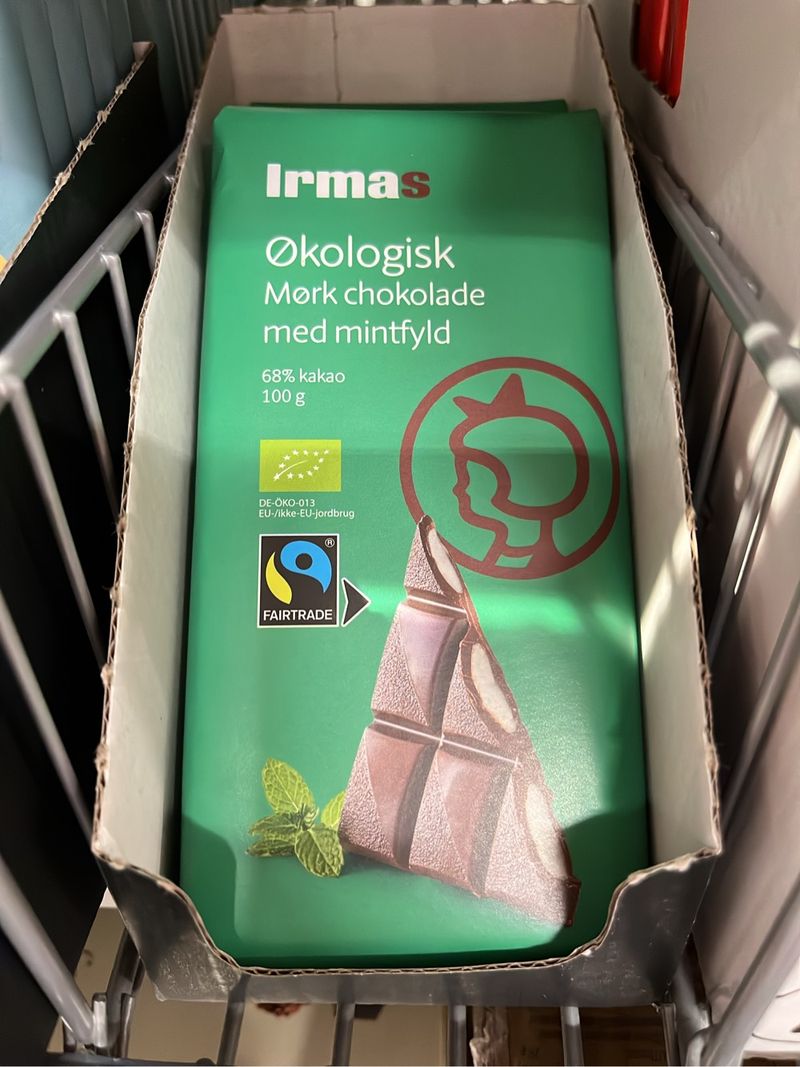 Irmas
Økologisk
Mørk chokolade
med mintfyld
68% kakao
100 g
DE-ÖKO-013
EU-/ikke-EU-jordbrug
®
FAIRTRADE